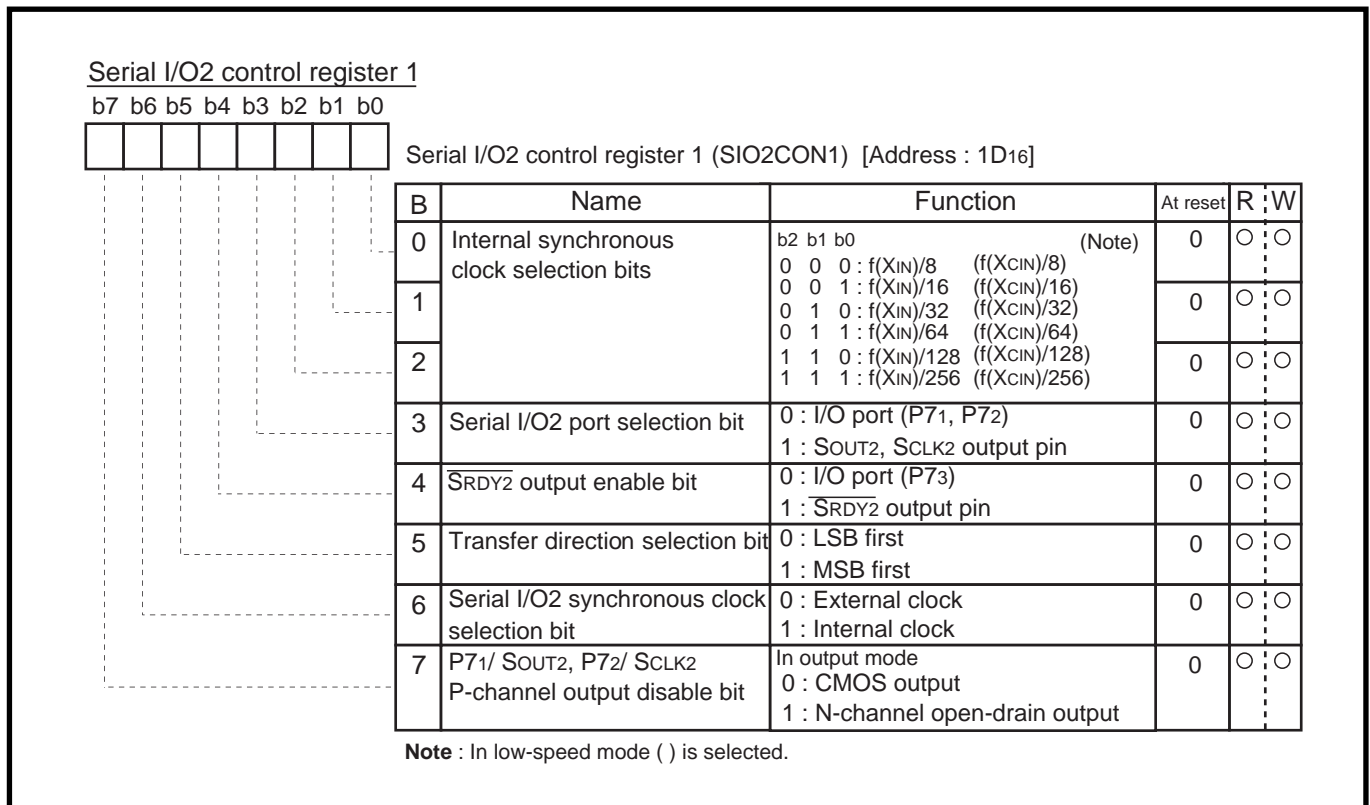 Serial I/O2 control register 1
b7 b6 b5 b4 b3 b2 b1 b0
Serial I/O2 control register 1 (SIO2CON1) [Address : 1D16]
B Name Function At reset R W
0 Internal synchronous clock selection bits b2 b1 b0 (Note) 0 ○ ○
0 0 0 : f(XIN)/8 (f(XCIN)/8)
0 0 1 : f(XIN)/16 (f(XCIN)/16)
1 0 1 0 : f(XIN)/32 (f(XCIN)/32) 0 ○ ○
0 1 1 : f(XIN)/64 (f(XCIN)/64)
2 1 1 0 : f(XIN)/128 (f(XCIN)/128) 0 ○ ○
1 1 1 : f(XIN)/256 (f(XCIN)/256)
3 Serial I/O2 port selection bit 0 : I/O port (P71, P72) 0 ○ ○
1 : SOUT2, SCLK2 output pin
4 S̅R̅D̅Y̅2̅ output enable bit 0 : I/O port (P73) 0 ○ ○
1 : S̅R̅D̅Y̅2̅ output pin
5 Transfer direction selection bit 0 : LSB first 0 ○ ○
1 : MSB first
6 Serial I/O2 synchronous clock 0 : External clock 0 ○ ○
selection bit 1 : Internal clock
7 P71/ SOUT2, P72/ SCLK2 In output mode 0 ○ ○
P-channel output disable bit 0 : CMOS output
1 : N-channel open-drain output
Note : In low-speed mode ( ) is selected.